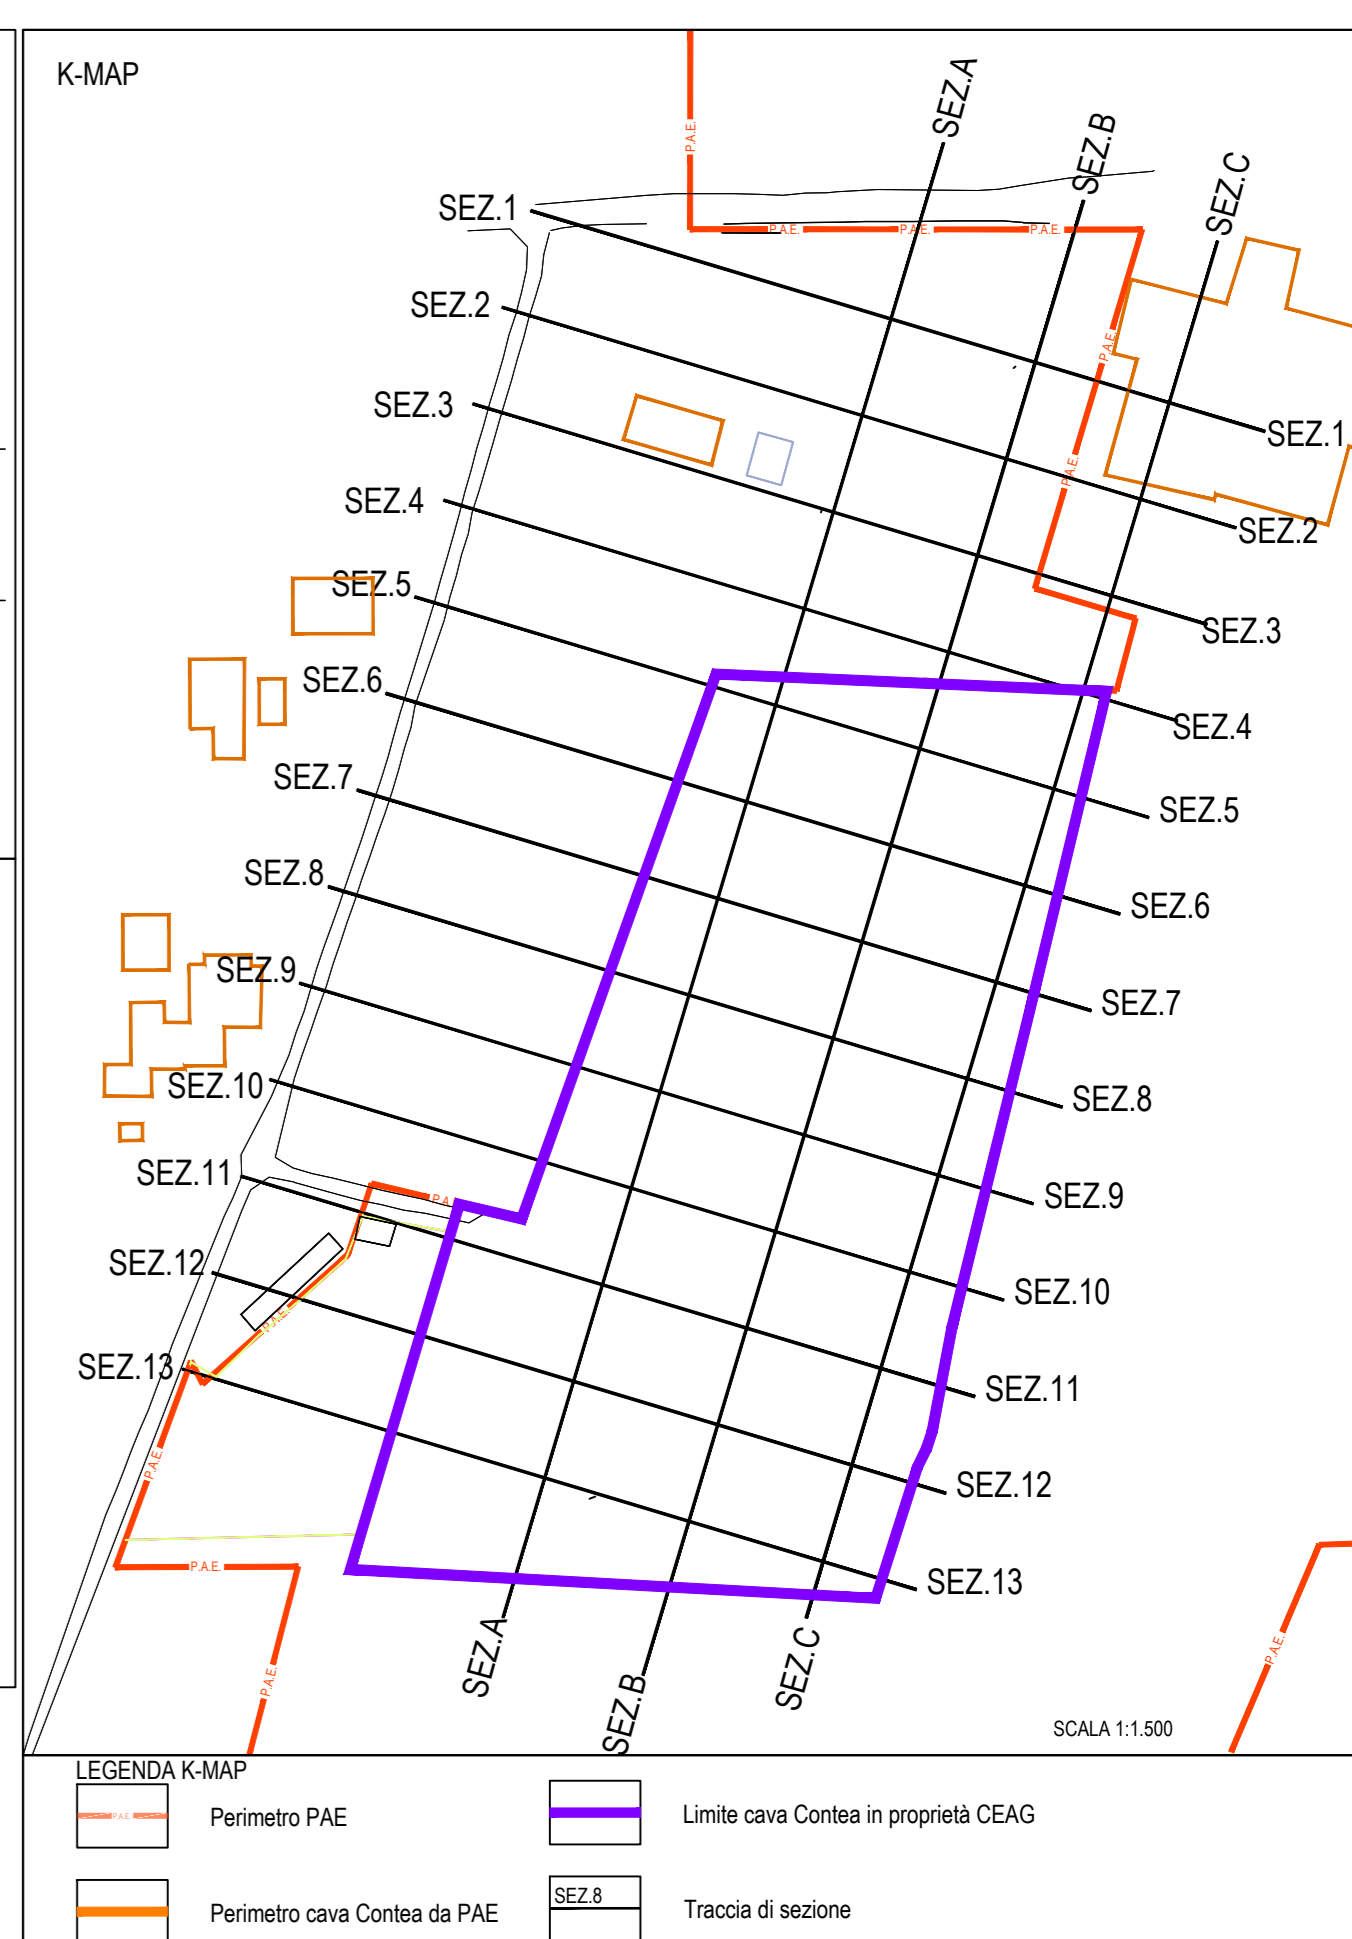 K-MAP
SEZ.A
SEZ.B
SEZ.C
P.A.E.
SEZ.1
P.A.E.
P.A.E.
P.A.E.
SEZ.2
P.A.E.
SEZ.3
SEZ.1
P.A.E.
SEZ.4
SEZ.2
SEZ.5
SEZ.3
SEZ.6
SEZ.4
SEZ.7
SEZ.5
SEZ.8
SEZ.6
SEZ.9
SEZ.7
SEZ.10
SEZ.8
SEZ.11
P.A.
SEZ.9
SEZ.12
SEZ.10
P.A.E.
SEZ.13
SEZ.11
P.A.E.
SEZ.12
P.A.E.
SEZ.13
P.A.E.
SEZ.A
SEZ.B
SEZ.C
P.A.E.
SCALA 1:1.500
LEGENDA K-MAP
P.A.E.
Perimetro PAE
Limite cava Contea in proprietà CEAG
Perimetro cava Contea da PAE
SEZ.8
Traccia di sezione